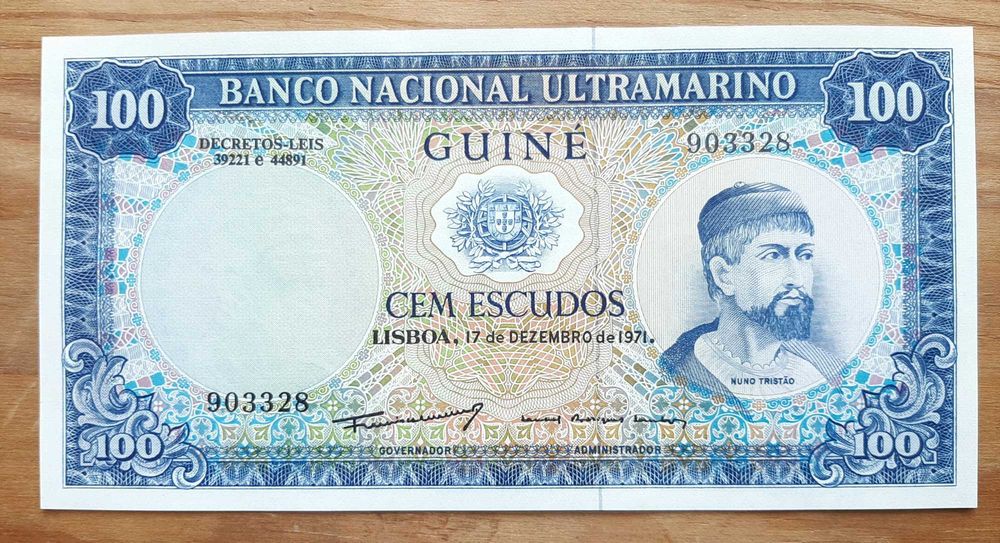 100 BANCO NACIONAL ULTRAMARINO 100
DECRETOS-LEIS
39221 e 44891
GUINÉ
903328
CEM ESCUDOS
LISBOA, 17 de DEZEMBRO de 1971.
NUNO TRISTÃO
903328
GOVERNADOR ADMINISTRADOR
100 100